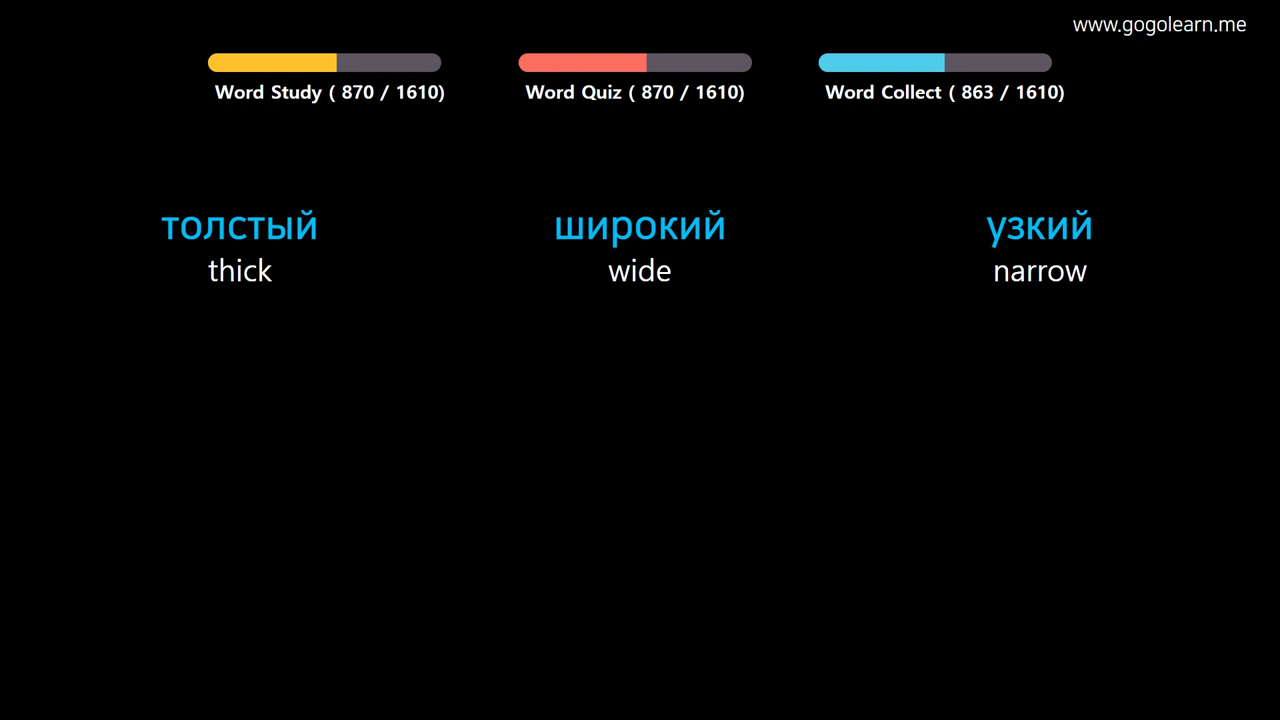 www.gogolearn.me
Word Study ( 870 / 1610)
Word Quiz ( 870 / 1610)
Word Collect ( 863 / 1610)
толстый
thick
широкий
wide
узкий
narrow